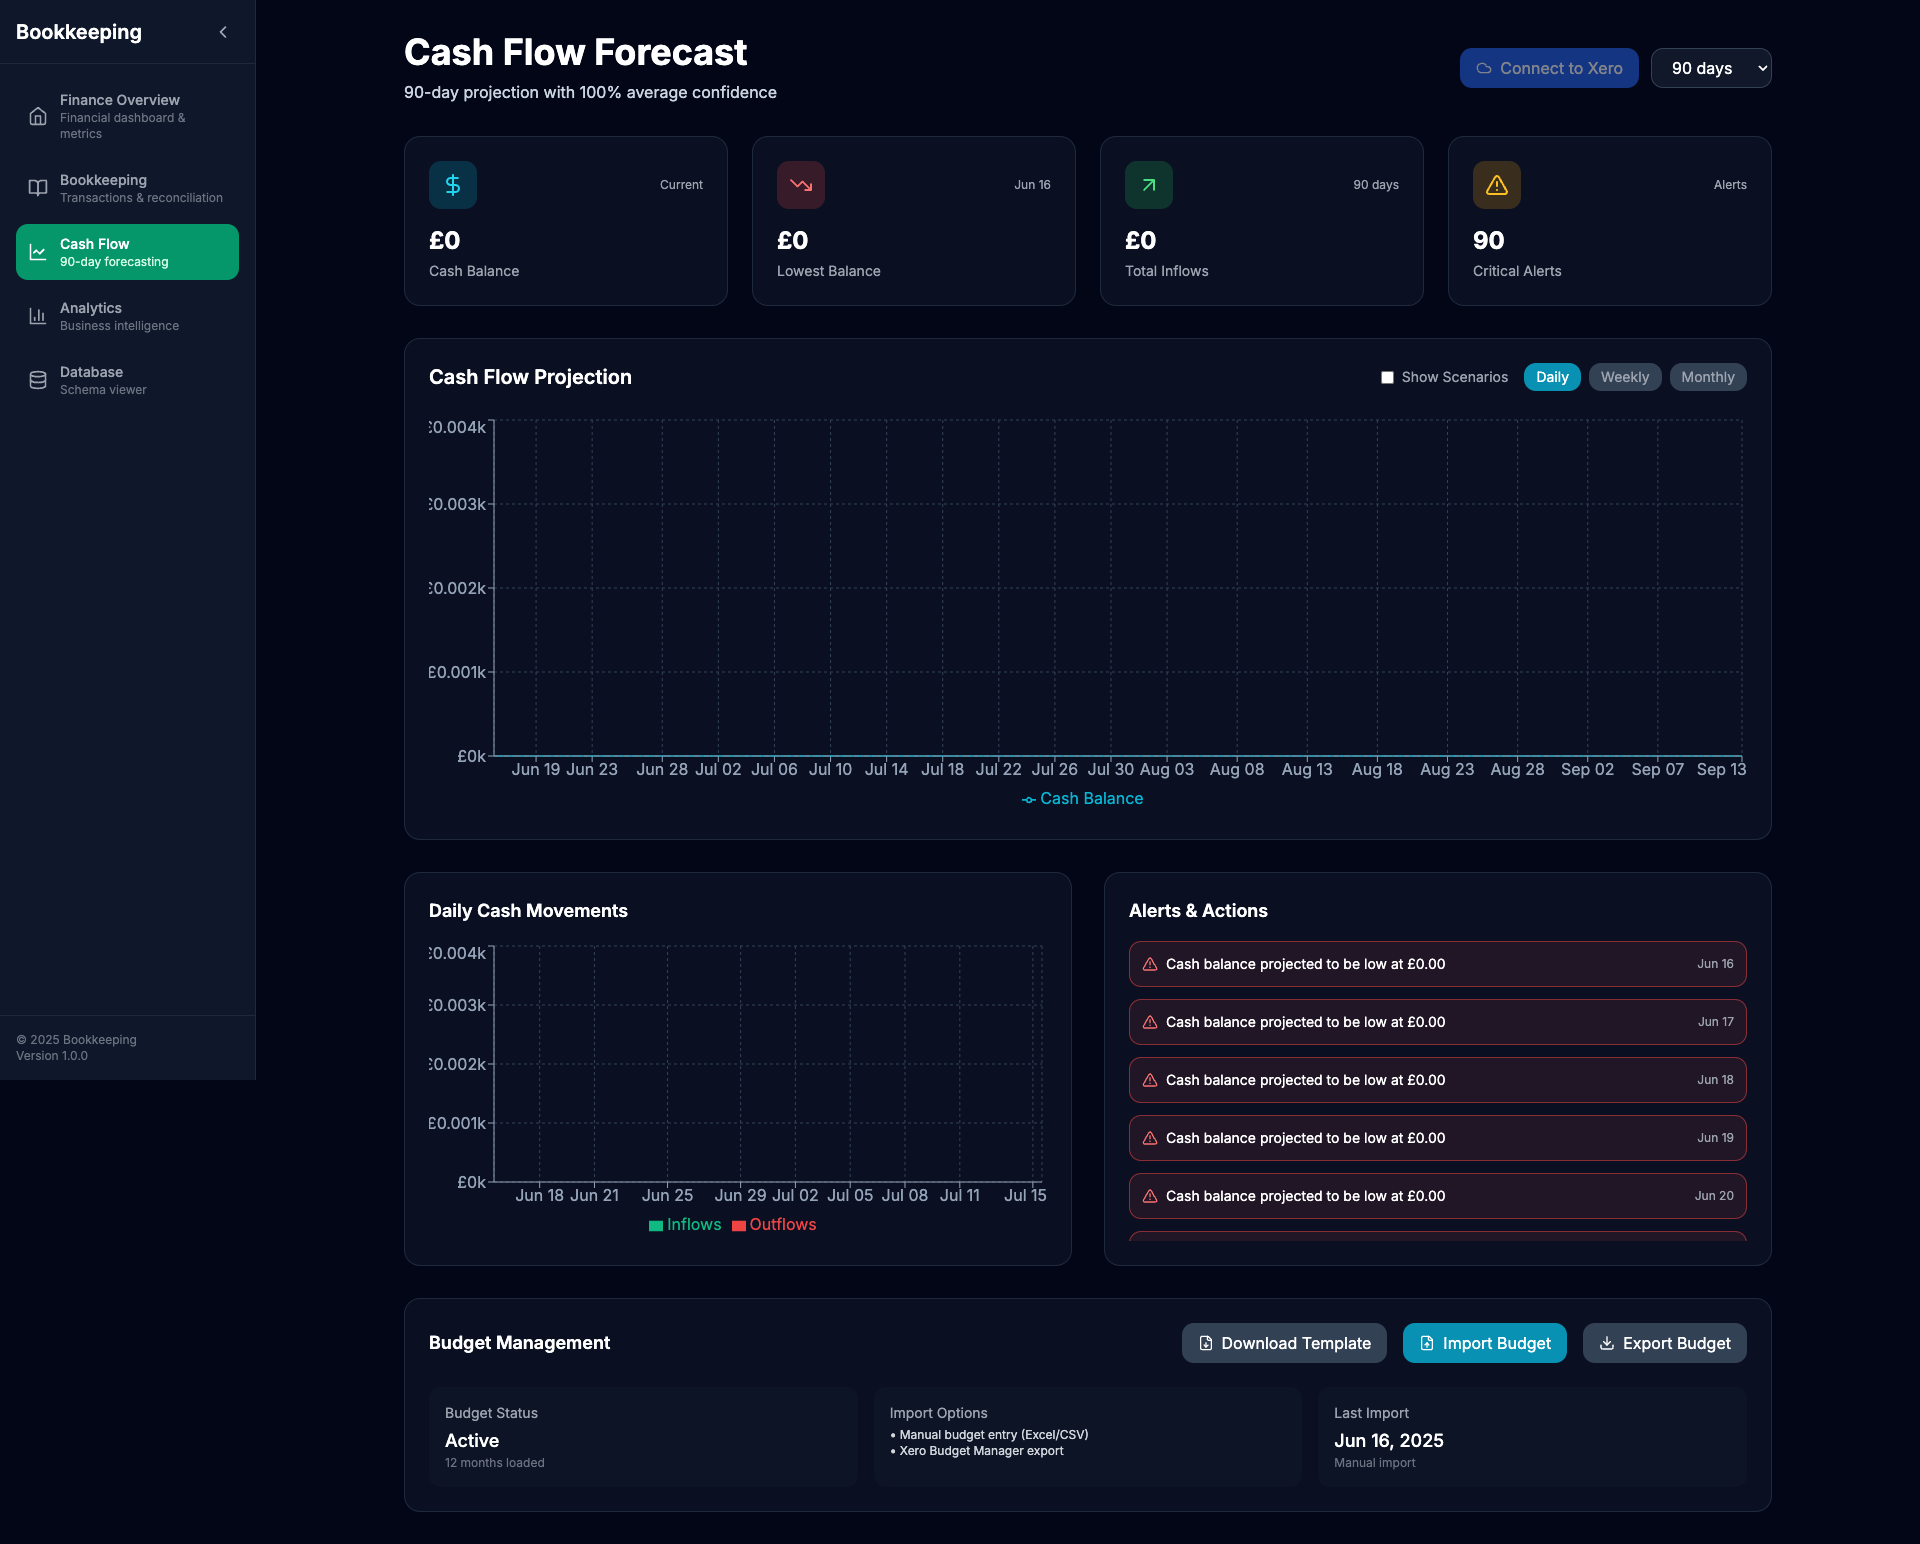 Bookkeeping
Finance Overview
Financial dashboard &
metrics
Bookkeeping
Transactions & reconciliation
Cash Flow
90-day forecasting
Analytics
Business intelligence
Database
Schema viewer
© 2025 Bookkeeping
Version 1.0.0
Cash Flow Forecast
90-day projection with 100% average confidence
Connect to Xero
90 days
Current
£0
Cash Balance
Jun 16
£0
Lowest Balance
90 days
£0
Total Inflows
Alerts
90
Critical Alerts
Cash Flow Projection
Show Scenarios
Daily
Weekly
Monthly
£0.004k
£0.003k
£0.002k
£0.001k
£0k
Jun 19 Jun 23 Jun 28 Jul 02 Jul 06 Jul 10 Jul 14 Jul 18 Jul 22 Jul 26 Jul 30 Aug 03 Aug 08 Aug 13 Aug 18 Aug 23 Aug 28 Sep 02 Sep 07 Sep 13
Cash Balance
Daily Cash Movements
£0.004k
£0.003k
£0.002k
£0.001k
£0k
Jun 18 Jun 21 Jun 25 Jun 29 Jul 02 Jul 05 Jul 08 Jul 11 Jul 15
Inflows Outflows
Alerts & Actions
Cash balance projected to be low at £0.00 Jun 16
Cash balance projected to be low at £0.00 Jun 17
Cash balance projected to be low at £0.00 Jun 18
Cash balance projected to be low at £0.00 Jun 19
Cash balance projected to be low at £0.00 Jun 20
Budget Management
Download Template
Import Budget
Export Budget
Budget Status
Active
12 months loaded
Import Options
• Manual budget entry (Excel/CSV)
• Xero Budget Manager export
Last Import
Jun 16, 2025
Manual import